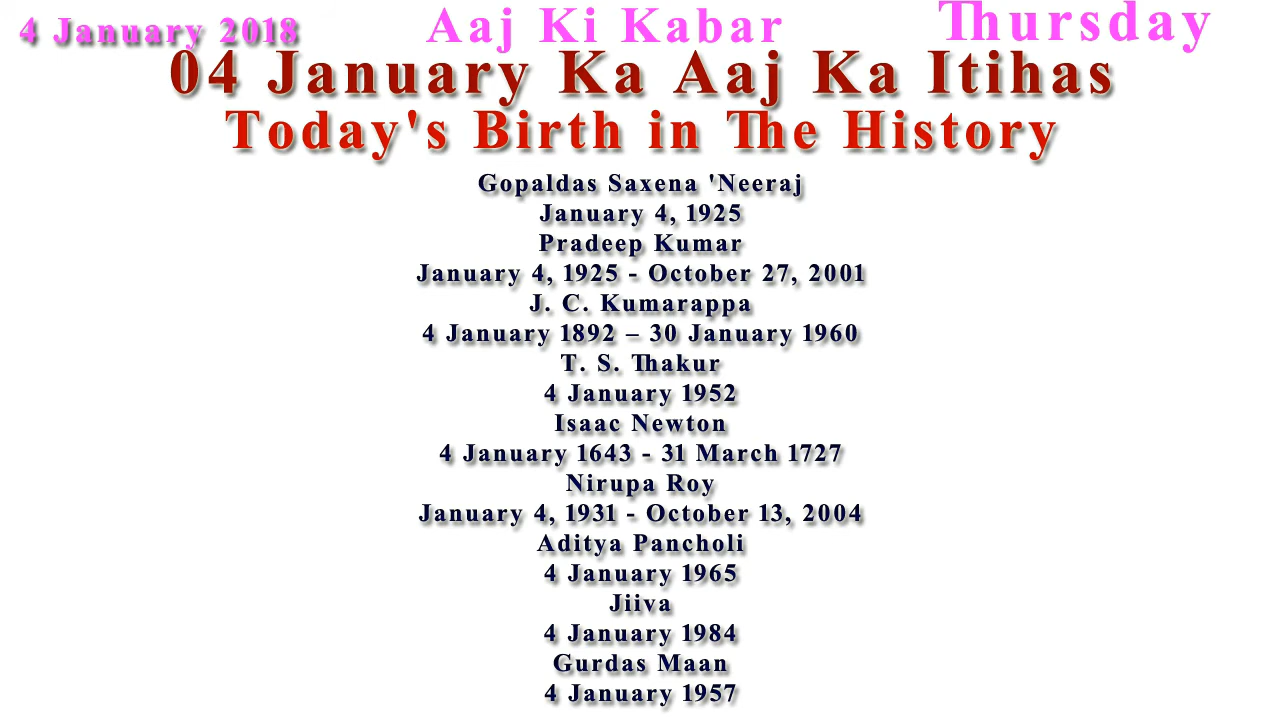 4 January 2018 Aaj Ki Kabar Thursday
04 January Ka Aaj Ka Itihas
Today's Birth in The History
Gopaldas Saxena 'Neeraj
January 4, 1925
Pradeep Kumar
January 4, 1925 - October 27, 2001
J. C. Kumarappa
4 January 1892 – 30 January 1960
T. S. Thakur
4 January 1952
Isaac Newton
4 January 1643 - 31 March 1727
Nirupa Roy
January 4, 1931 - October 13, 2004
Aditya Pancholi
4 January 1965
Jiiva
4 January 1984
Gurdas Maan
4 January 1957